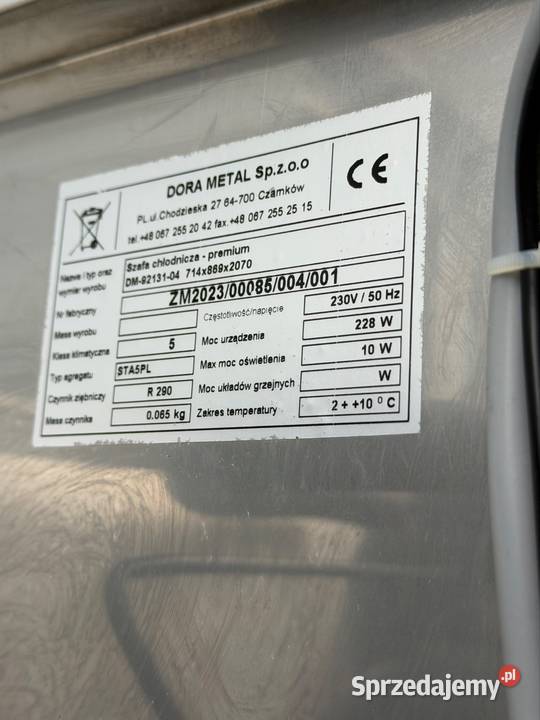 DORA METAL Sp.z.o.o
PL.ul.Chodzieska 27 64-700 Czarnków
tel.+48 067 255 20 42 fax.+48 067 255 25 15
CE
Nazwa / typ oraz wymiar wyrobu
Szafa chłodnicza - premium
DM-92131-04 714x869x2070
Nr fabryczny ZM2023/00085/004/001
Masa wyrobu
Częstotliwość/napięcie 230V / 50 Hz
Klasa klimatyczna 5
Moc urządzenia 228 W
Typ agregatu STA5PL
Max moc oświetlenia 10 W
Czynnik ziębniczy R 290
Moc układów grzejnych W
Masa czynnika 0.065 kg
Zakres temperatury 2 + +10 ⁰ C
Sprzedajemy.pl